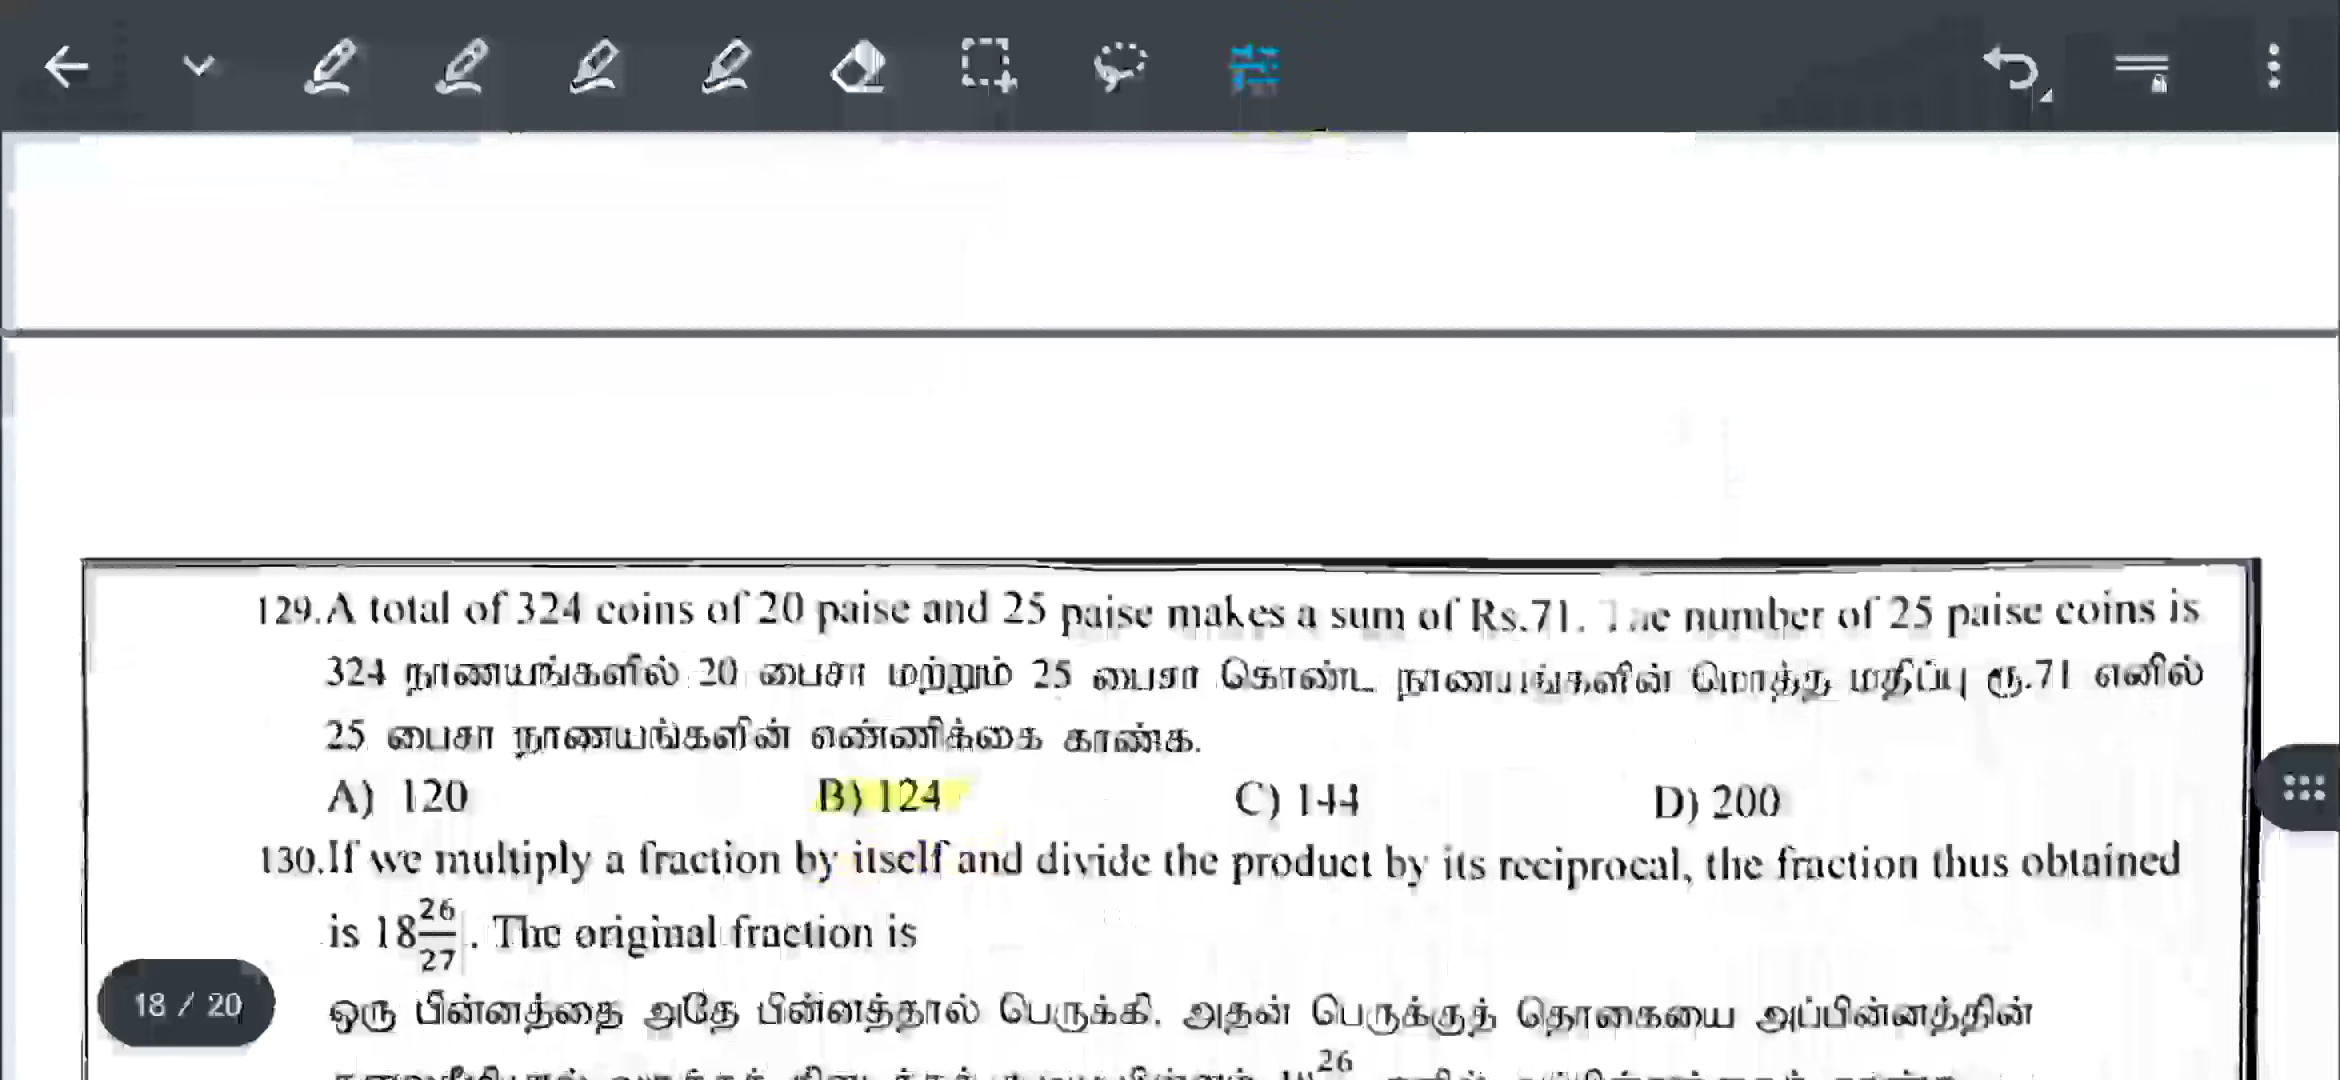 129.A total of 324 coins of 20 paise and 25 paise makes a sum of Rs.71. The number of 25 paise coins is
324 நாணயங்களில் 20 பைசா மற்றும் 25 பைசா கொண்ட நாணயங்களின் மொத்த மதிப்பு ரூ.71 எனில்
25 பைசா நாணயங்களின் எண்ணிக்கை காண்க.
A) 120 B) 124 C) 144 D) 200
130.If we multiply a fraction by itself and divide the product by its reciprocal, the fraction thus obtained
is 18 26/27 . The original fraction is
18 / 20
ஒரு பின்னத்தை அதே பின்னத்தால் பெருக்கி. அதன் பெருக்குத் தொகையை அப்பின்னத்தின்
26